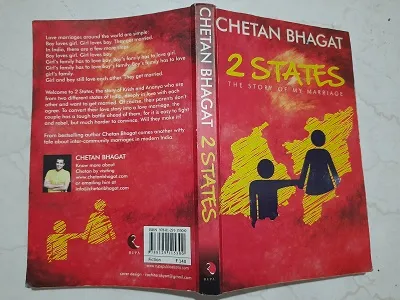 Love marriages around the world are simple:
Boy loves girl. Girl loves boy. They get married.
In India, there are a few more steps:
Boy loves Girl. Girl loves Boy.
Girl's family has to love boy. Boy's family has to love girl.
Girl's family has to love boy's family. Boy's family has to love
girl's family.
Girl and boy still love each other. They get married.
Welcome to 2 States, the story of Krish and Ananya who are
from two different states of India, deeply in love with each
other and want to get married. Of course, their parents don't
agree. To convert their love story into a love marriage, the
couple has a tough battle ahead of them, for it is easy to fight
and rebel, but much harder to convince. Will they make it?
From bestselling author Chetan Bhagat comes another witty
tale about inter-community marriages in modern India.
CHETAN BHAGAT
Know more about
Chetan by visiting
www.chetanbhagat.com
or emailing him at
info@chetanbhagat.com
RUPA
Fiction
CHETAN BHAGAT 2 STATES
CHETAN BHAGAT
2 STATES
THE STORY OF MY MARRIAGE